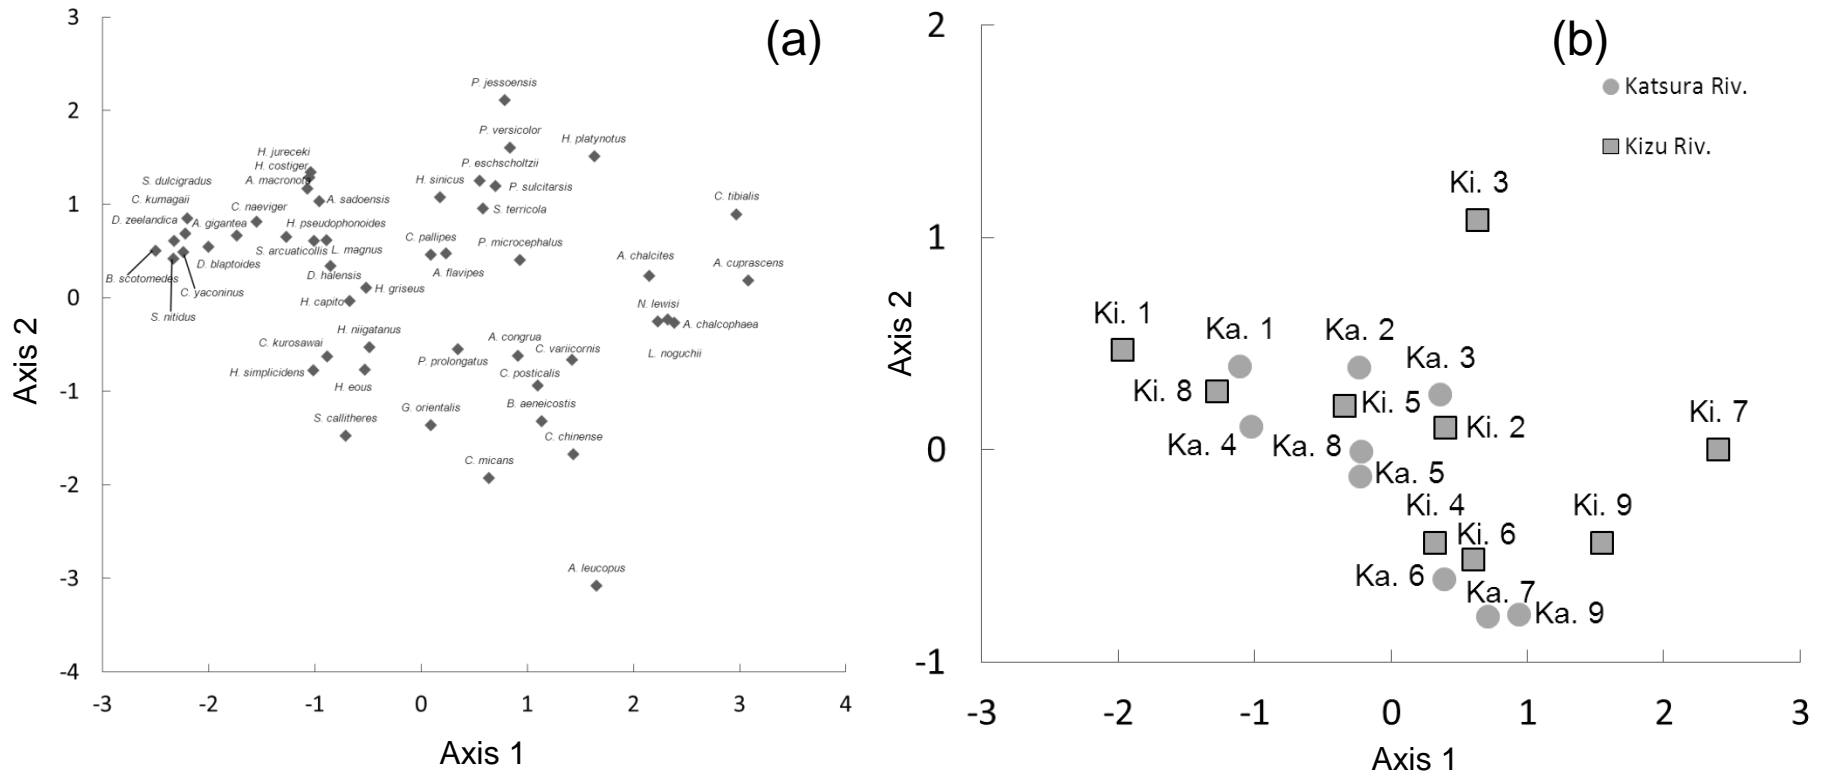 (a)
3
2
1
0
-1
-2
-3
-4
-3
-2
-1
0
1
2
3
4
Axis 2
Axis 1
P. jessoensis
P. versicolor
H. platynotus
H. jureceki
H. costiger
P. eschscholtzii
S. dulcigradus
A. macronota
H. sinicus
P. sulcitarsis
C. kumagaii
A. sadoensis
C. tibialis
C. naeviger
S. terricola
D. zeelandica
A. gigantea
H. pseudophonoides
C. pallipes
P. microcephalus
S. arcuaticollis
L. magnus
A. chalcites
D. blaptoides
A. cuprascens
B. scotomedes
D. halensis
A. flavipes
C. yaconinus
H. griseus
H. capito
N. lewisi
S. nitidus
A. chalcophaea
H. niigatanus
C. kurosawai
A. congrua
C. variicornis
L. noguchii
P. prolongatus
H. simplicidens
C. posticalis
H. eous
G. orientalis
B. aeneicostis
S. callitheres
C. chinense
C. micans
A. leucopus
(b)
2
1
0
-1
-3
-2
-1
0
1
2
3
Axis 2
Axis 1
Katsura Riv.
Kizu Riv.
Ki. 3
Ki. 1
Ka. 1
Ka. 2
Ka. 3
Ki. 8
Ki. 5
Ki. 7
Ka. 4
Ka. 8
Ki. 2
Ka. 5
Ki. 4
Ki. 9
Ki. 6
Ka. 6
Ka. 7
Ka. 9